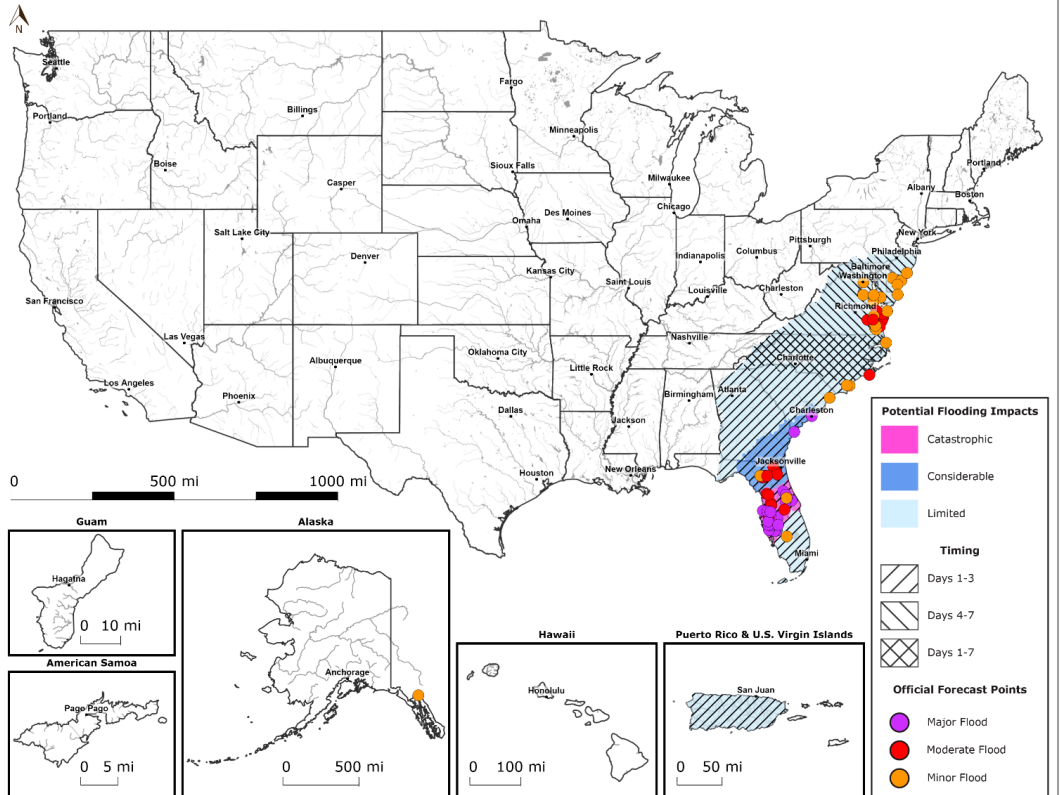 N
Seattle
Portland
Billings
Fargo
Minneapolis
Boise
Casper
Sioux Falls
Milwaukee
Chicago
Portland
Albany
Boston
New York
Salt Lake City
Denver
Omaha
Des Moines
Indianapolis
Columbus
Pittsburgh
Philadelphia
Baltimore
Washington
San Francisco
Kansas City
Saint Louis
Louisville
Charleston
Richmond
Las Vegas
Albuquerque
Oklahoma City
Nashville
Charlotte
Los Angeles
Phoenix
Little Rock
Birmingham
Atlanta
Dallas
Jackson
Charleston
Houston
New Orleans
Jacksonville
Miami
0 500 mi 1000 mi
Guam
Hagatna
0 10 mi
American Samoa
Pago Pago
0 5 mi
Alaska
Anchorage
0 500 mi
Hawaii
Honolulu
0 100 mi
Puerto Rico & U.S. Virgin Islands
San Juan
0 50 mi
Potential Flooding Impacts
Catastrophic
Considerable
Limited
Timing
Days 1-3
Days 4-7
Days 1-7
Official Forecast Points
Major Flood
Moderate Flood
Minor Flood